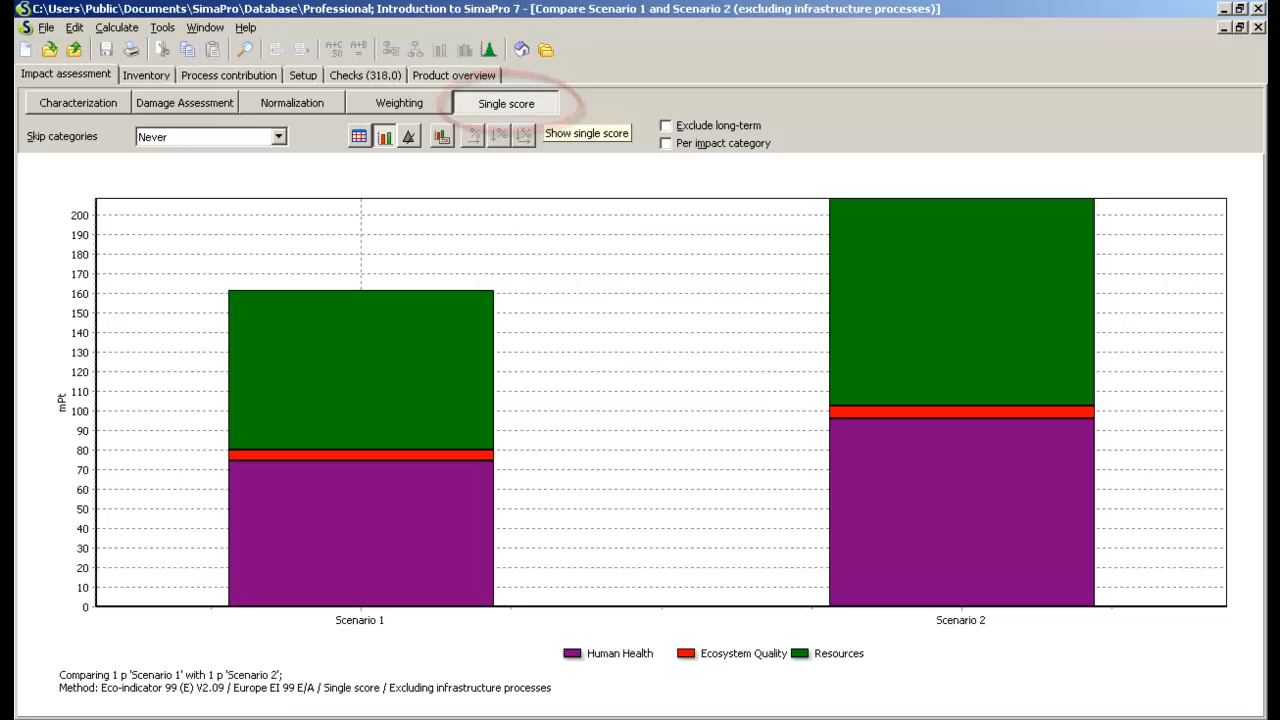 C:\Users\Public\Documents\SimaPro\Database\Professional; Introduction to SimaPro 7 - [Compare Scenario 1 and Scenario 2 (excluding infrastructure processes)]
File Edit Calculate Tools Window Help
A+C SO A+B =
Impact assessment Inventory Process contribution Setup Checks (318,0) Product overview
Characterization Damage Assessment Normalization Weighting Single score
Skip categories Never Show single score
Exclude long-term
Per impact category
200
190
180
170
160
150
140
130
120
110
100
90
80
70
60
50
40
30
20
10
0
mPt
Scenario 1 Scenario 2
Human Health Ecosystem Quality Resources
Comparing 1 p 'Scenario 1' with 1 p 'Scenario 2';
Method: Eco-indicator 99 (E) V2.09 / Europe EI 99 E/A / Single score / Excluding infrastructure processes